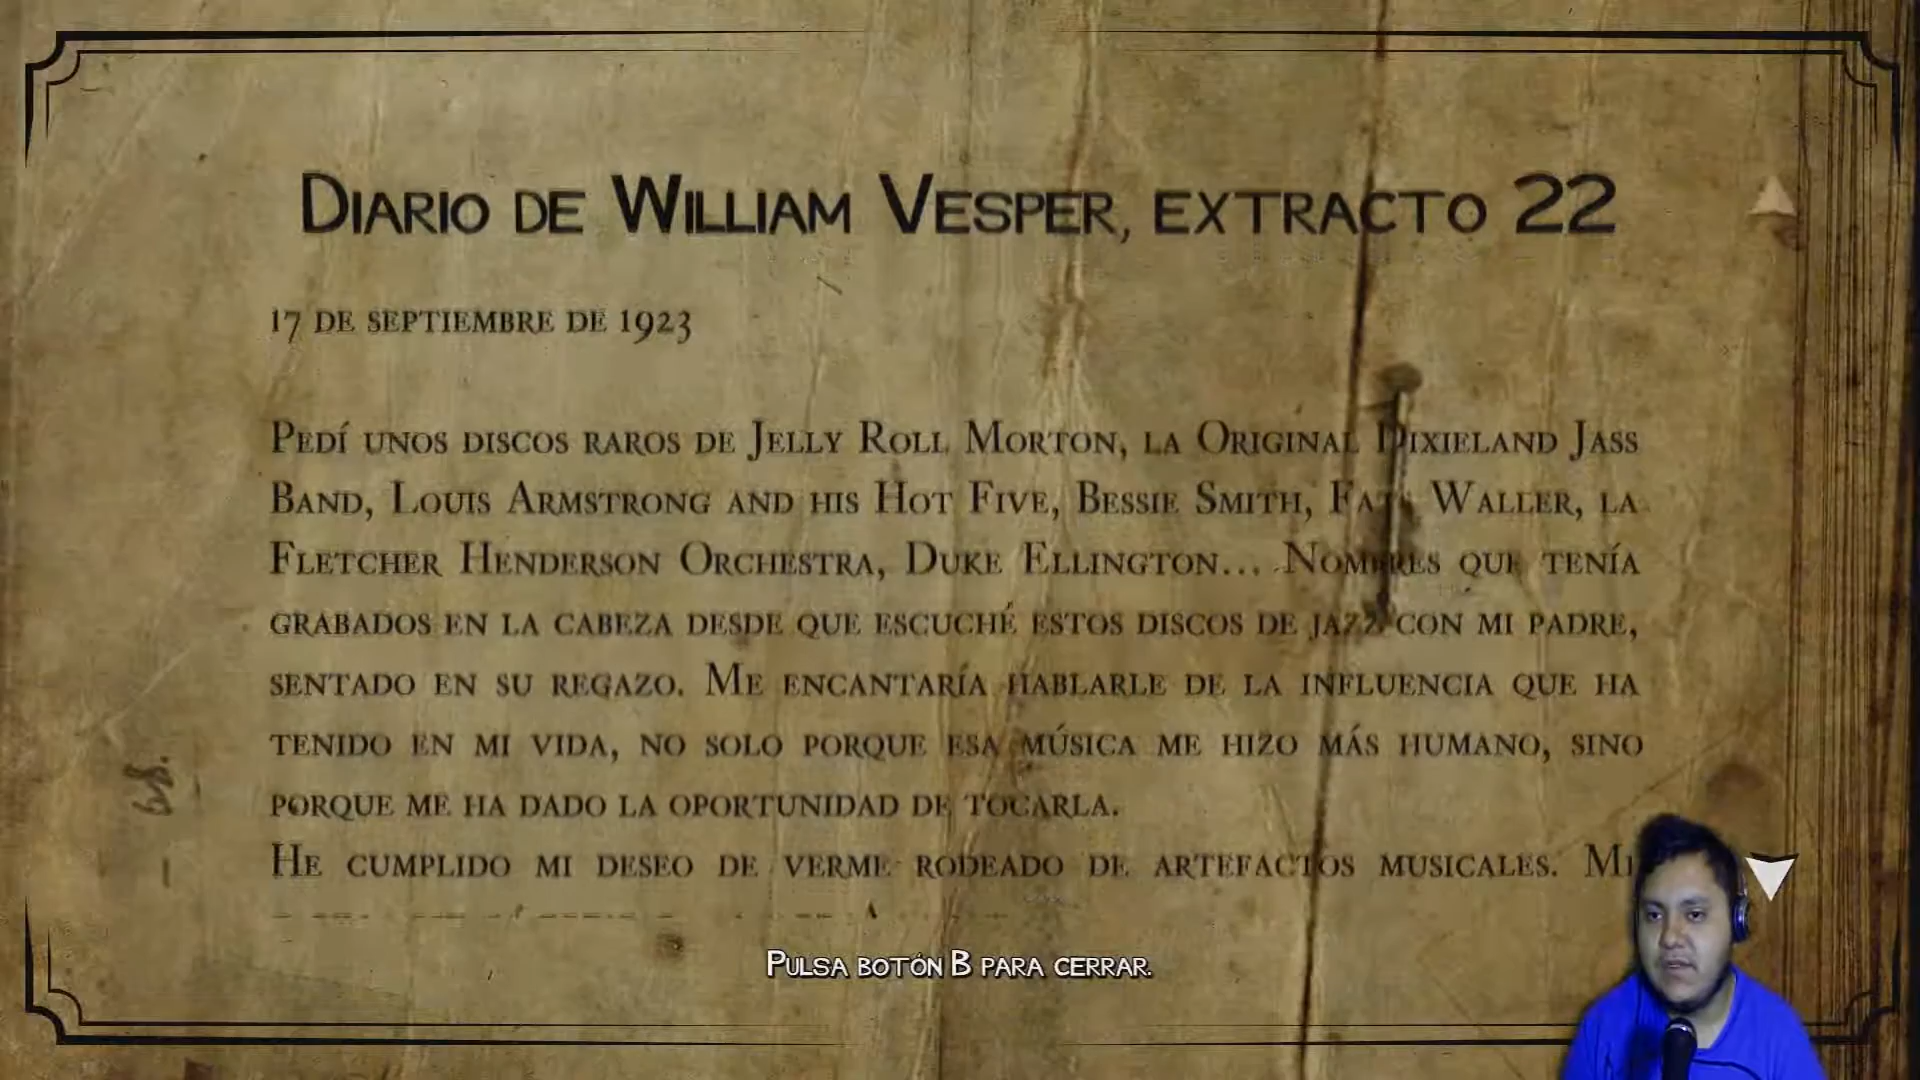 Diario de William Vesper, extracto 22
17 de septiembre de 1923
Pedí unos discos raros de Jelly Roll Morton, la Original Dixieland Jass
Band, Louis Armstrong and his Hot Five, Bessie Smith, Fats Waller, la
Fletcher Henderson Orchestra, Duke Ellington... Nombres que tenía
grabados en la cabeza desde que escuché estos discos de jazz con mi padre,
sentado en su regazo. Me encantaría hablarle de la influencia que ha
tenido en mi vida, no solo porque esa música me hizo más humano, sino
porque me ha dado la oportunidad de tocarla.
He cumplido mi deseo de verme rodeado de artefactos musicales. Mi
Pulsa botón B para cerrar.